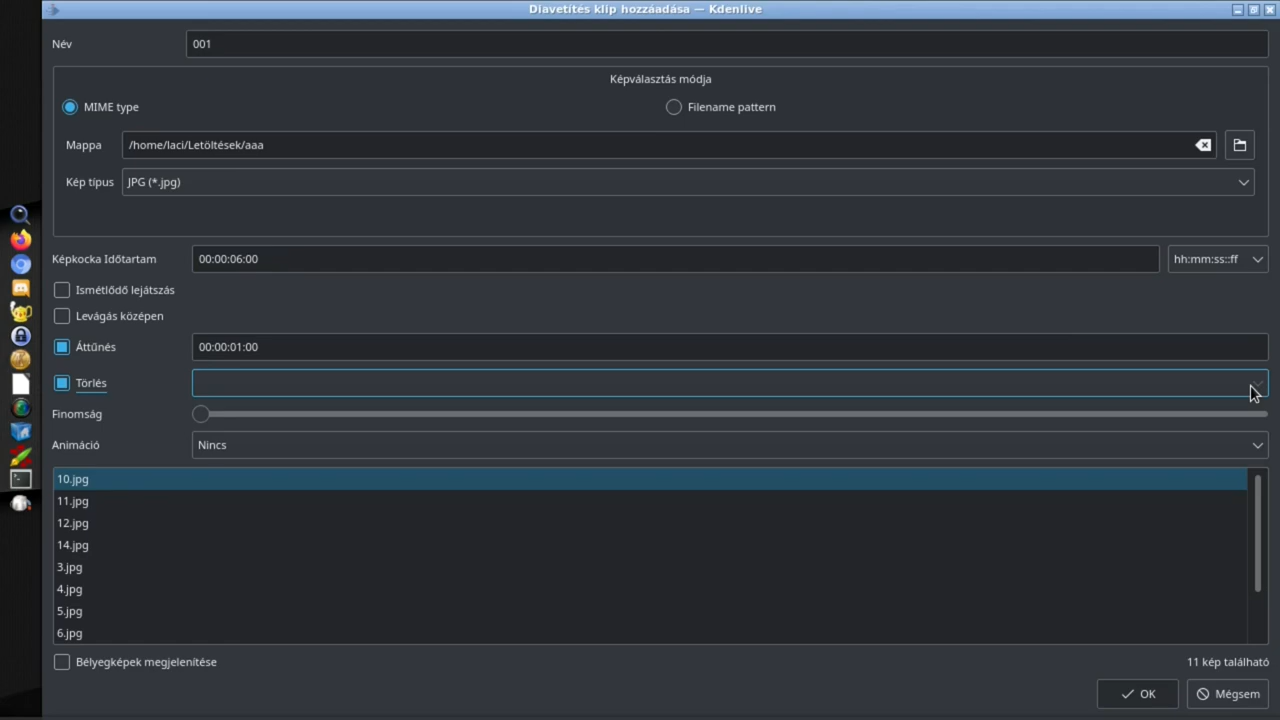 Diavetítés klip hozzáadása — Kdenlive
Név 001
Képválasztás módja
MIME type Filename pattern
Mappa /home/laci/Letöltések/aaa
Kép típus JPG (*.jpg)
Képkocka Időtartam 00:00:06:00 hh:mm:ss::ff
Ismétlődő lejátszás
Levágás középen
Áttűnés 00:00:01:00
Törlés
Finomság
Animáció Nincs
10.jpg
11.jpg
12.jpg
14.jpg
3.jpg
4.jpg
5.jpg
6.jpg
Bélyegképek megjelenítése 11 kép található
OK Mégsem